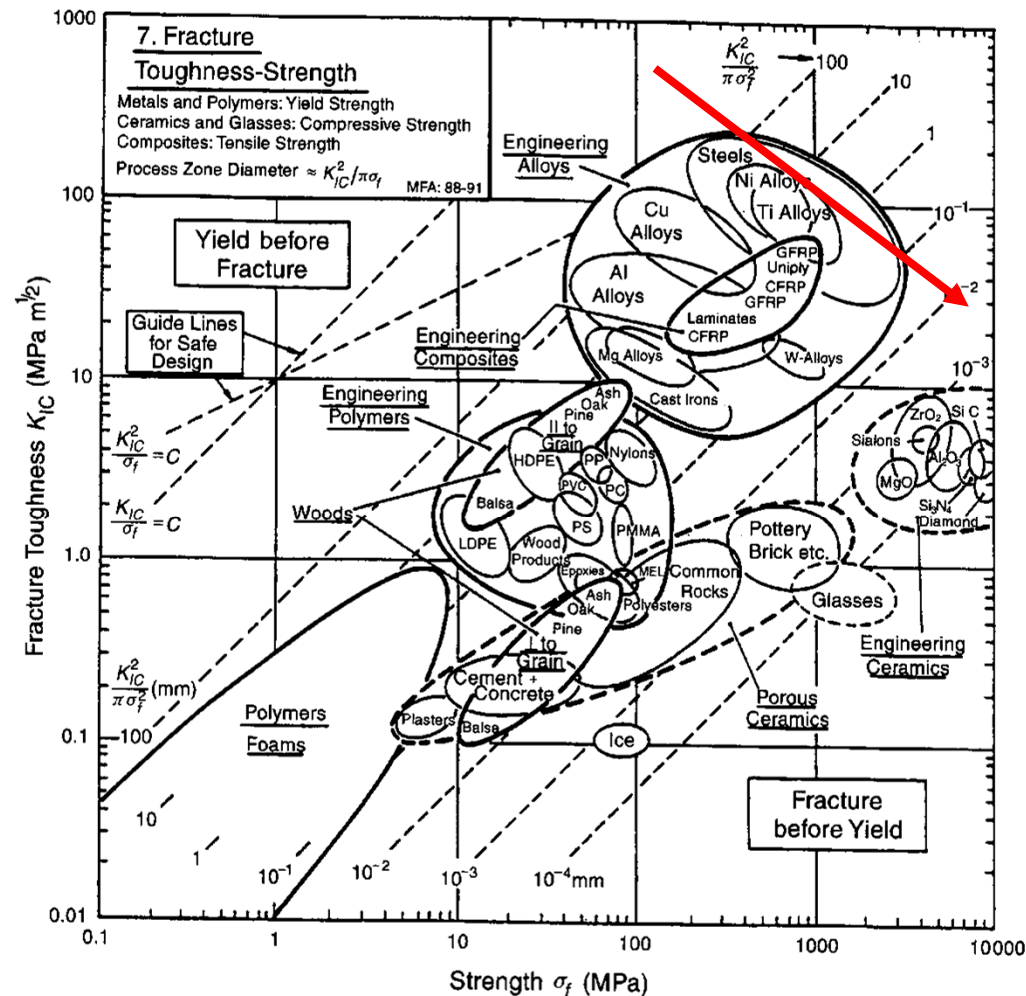 1000
7. Fracture
Toughness-Strength
Metals and Polymers: Yield Strength
Ceramics and Glasses: Compressive Strength
Composites: Tensile Strength
Process Zone Diameter ≈ K²IC/πσf
MFA: 88-91
K²IC
πσ²f
100
10
1
10⁻¹
10⁻²
10⁻³
Engineering
Alloys
Steels
Ni Alloys
Ti Alloys
Cu
Alloys
GFRP
Uniply
CFRP
GFRP
Laminates
CFRP
Al
Alloys
Engineering
Composites
Mg Alloys
W-Alloys
Cast Irons
100
Yield before
Fracture
Guide Lines
for Safe
Design
10
K²IC
σf = C
KIC
σf = C
Engineering
Polymers
Ash
Oak
Pine
II to
Grain
HDPE
PP
Nylons
PVC
PC
Balsa
PS
PMMA
Woods
LDPE
Wood
Products
Epoxies
MEL
Ash
Polyesters
Oak
Pine
⊥ to
Grain
Common
Rocks
Pottery
Brick etc.
Glasses
ZrO₂
Si C
Sialons
Al₂O₃
MgO
Si₃N₄
Diamond
Engineering
Ceramics
Porous
Ceramics
1.0
K²IC
πσ²f (mm)
Cement +
Concrete
Plasters
Balsa
Ice
Polymers
Foams
0.1
100
10
1
10⁻¹
10⁻²
10⁻³
10⁻⁴mm
Fracture
before Yield
0.01
0.1
1
10
100
1000
10000
Fracture Toughness KIC (MPa m¹/²)
Strength σf (MPa)